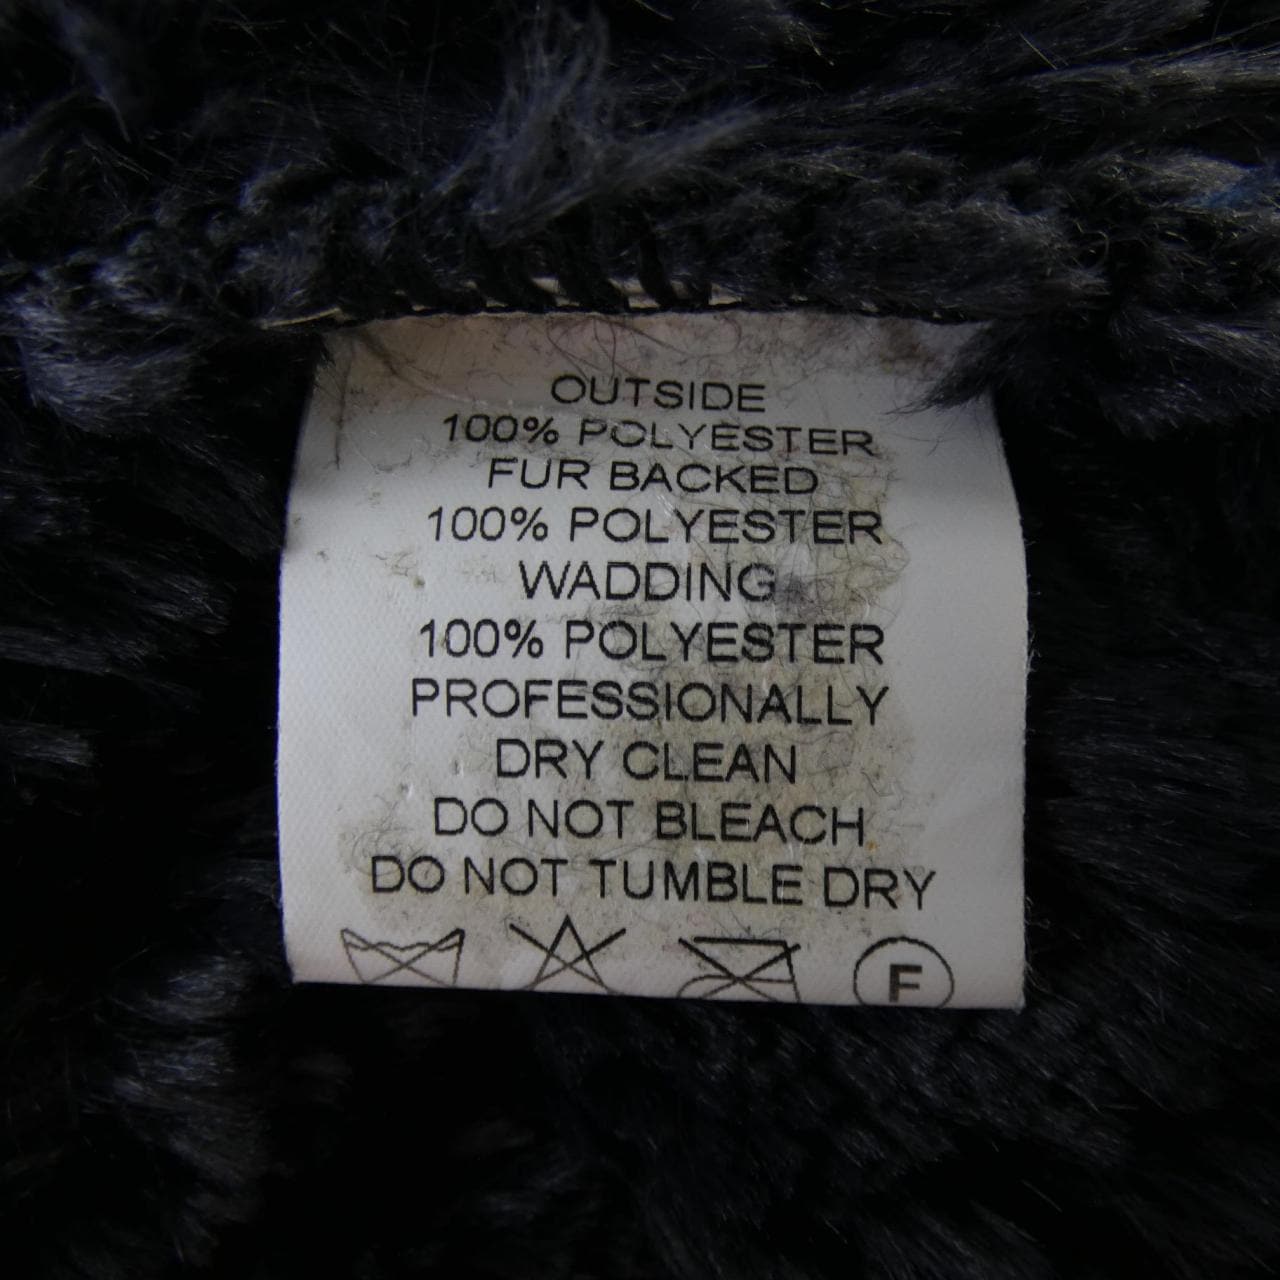 OUTSIDE
100% POLYESTER
FUR BACKED
100% POLYESTER
WADDING
100% POLYESTER
PROFESSIONALLY
DRY CLEAN
DO NOT BLEACH
DO NOT TUMBLE DRY
F